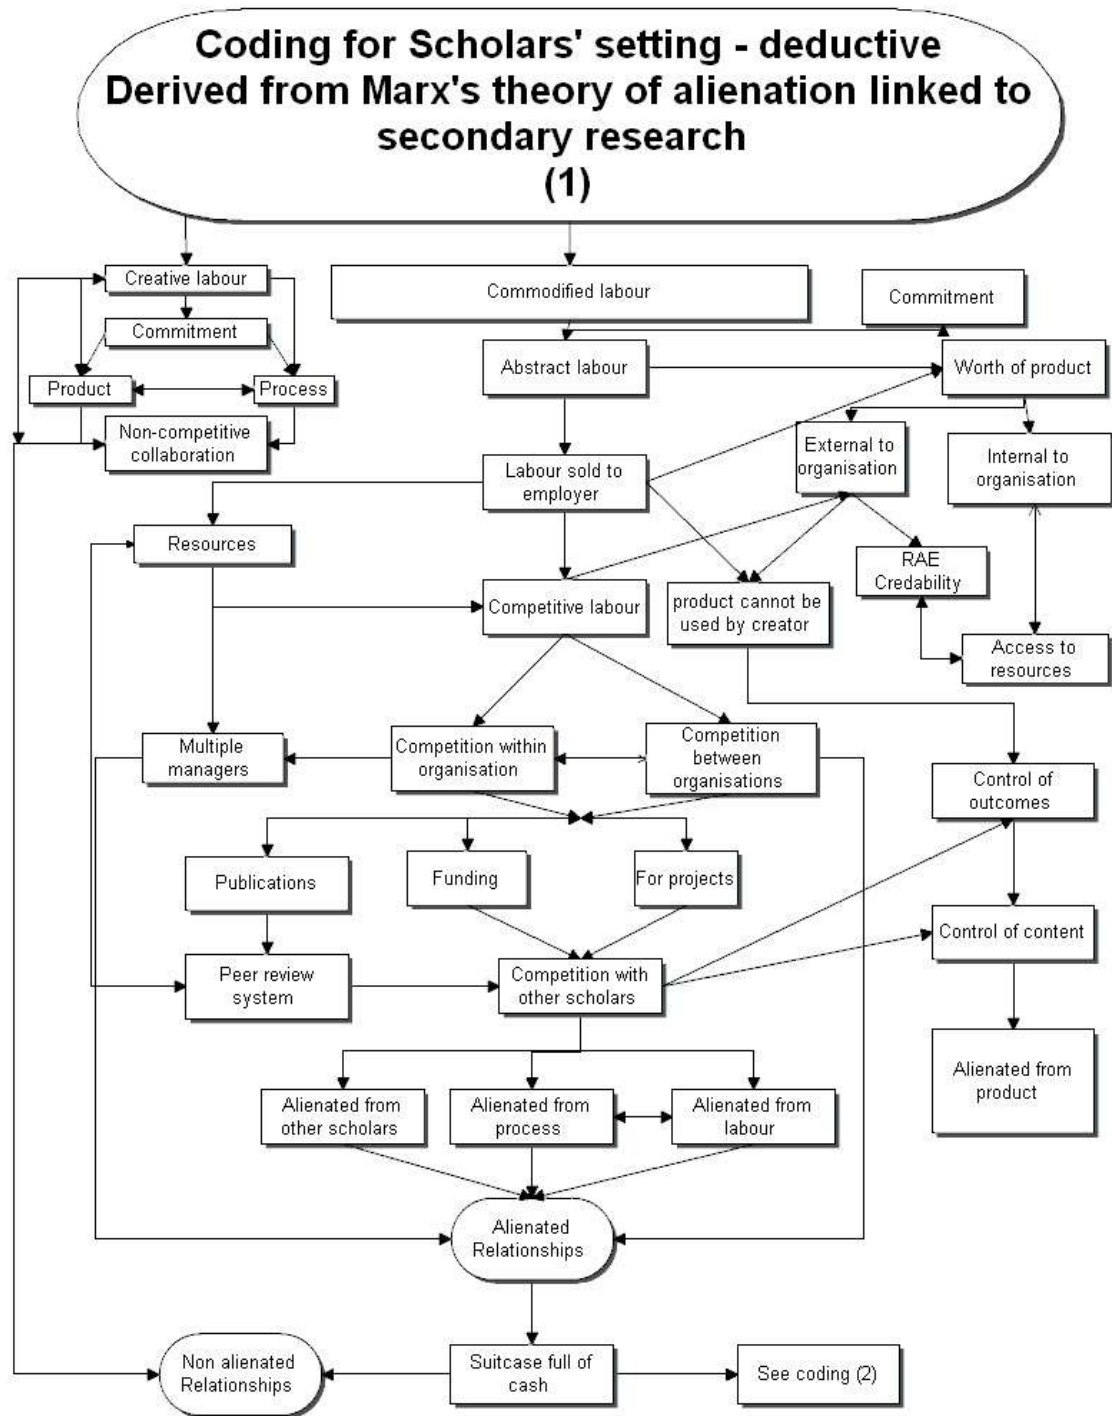 Coding for Scholars' setting - deductive
Derived from Marx's theory of alienation linked to
secondary research
(1)
Creative labour
Commodified labour
Commitment
Commitment
Abstract labour
Worth of product
Product
Process
Non-competitive
collaboration
External to
organisation
Internal to
organisation
Labour sold to
employer
Resources
RAE
Credability
Competitive labour
product cannot be
used by creator
Access to
resources
Multiple
managers
Competition within
organisation
Competition
between
organisations
Control of
outcomes
Publications
Funding
For projects
Control of content
Peer review
system
Competition with
other scholars
Alienated from
product
Alienated from
other scholars
Alienated from
process
Alienated from
labour
Alienated
Relationships
Non alienated
Relationships
Suitcase full of
cash
See coding (2)